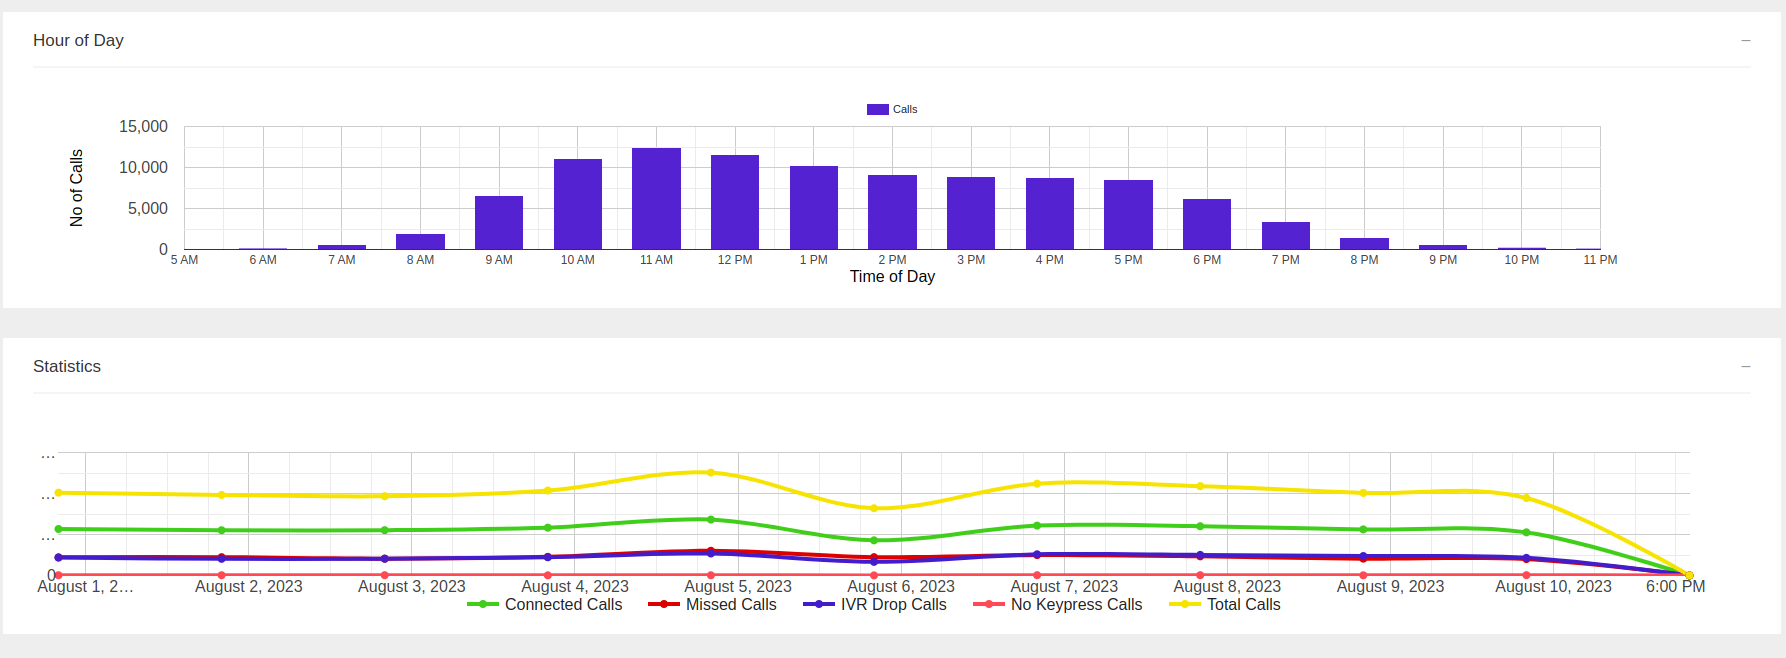 Hour of Day
–
Calls
No of Calls
15,000
10,000
5,000
0
5 AM 6 AM 7 AM 8 AM 9 AM 10 AM 11 AM 12 PM 1 PM 2 PM 3 PM 4 PM 5 PM 6 PM 7 PM 8 PM 9 PM 10 PM 11 PM
Time of Day
Statistics
–
...
...
...
0
August 1, 2… August 2, 2023 August 3, 2023 August 4, 2023 August 5, 2023 August 6, 2023 August 7, 2023 August 8, 2023 August 9, 2023 August 10, 2023 6:00 PM
Connected Calls Missed Calls IVR Drop Calls No Keypress Calls Total Calls